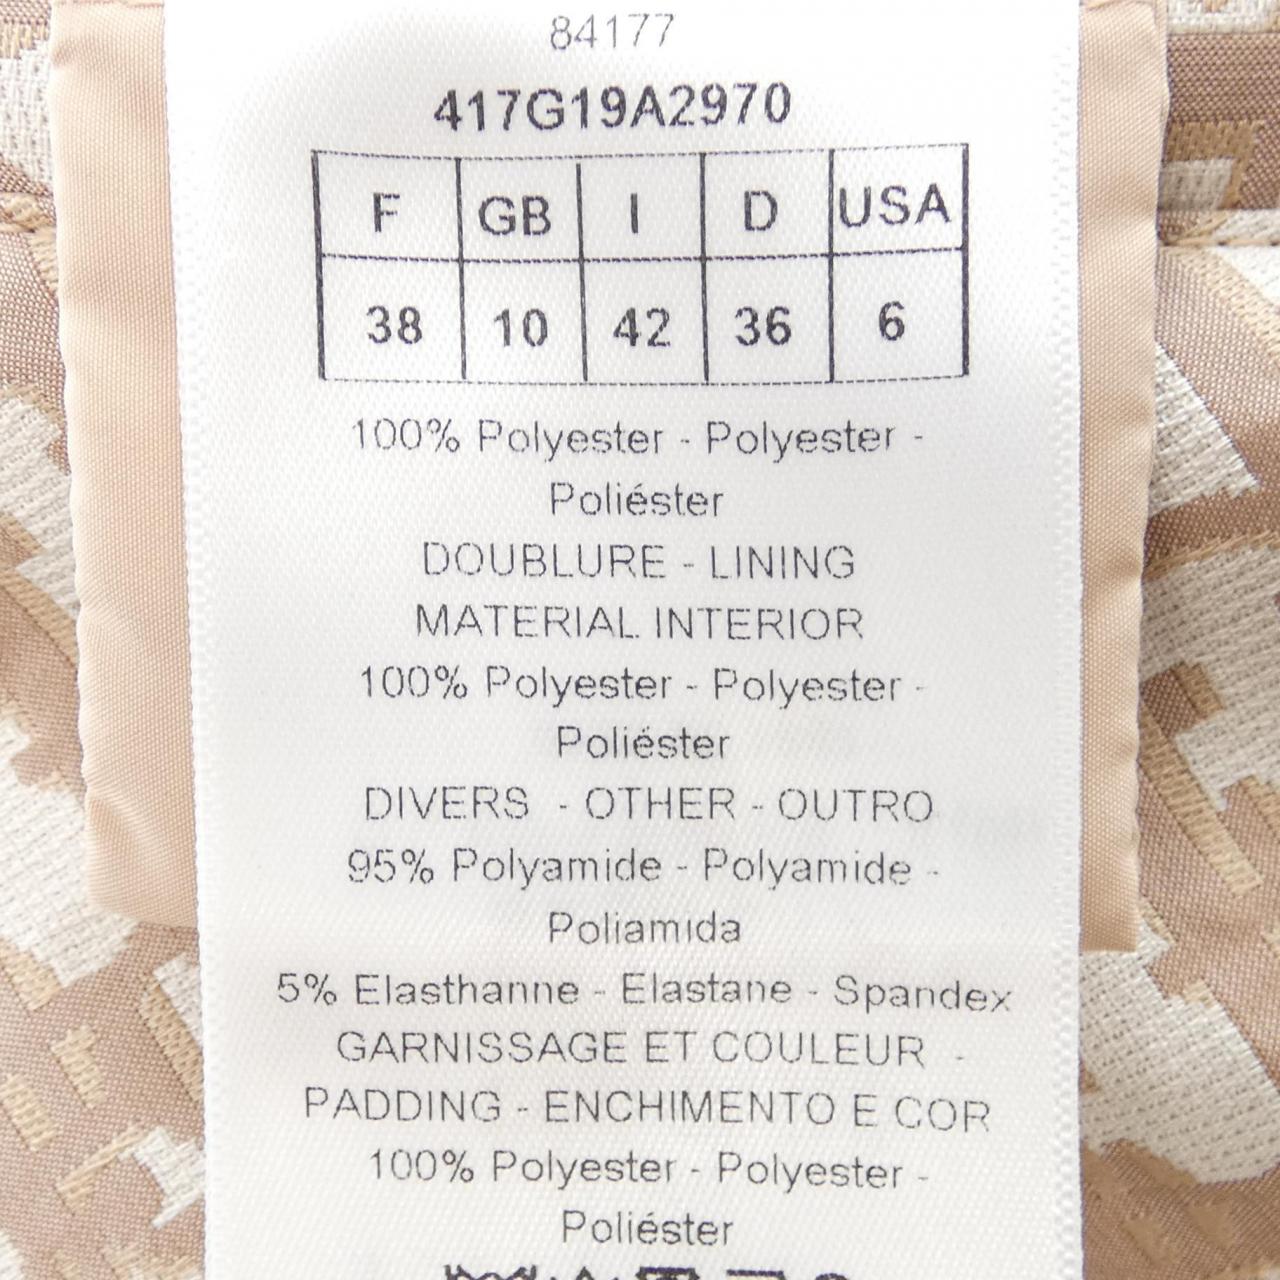 84177
417G19A2970
F GB I D USA
38 10 42 36 6
100% Polyester - Polyester -
Poliéster
DOUBLURE - LINING
MATERIAL INTERIOR
100% Polyester - Polyester -
Poliéster
DIVERS - OTHER - OUTRO
95% Polyamide - Polyamide -
Poliamida
5% Elasthanne - Elastane - Spandex
GARNISSAGE ET COULEUR -
PADDING - ENCHIMENTO E COR
100% Polyester - Polyester -
Poliéster